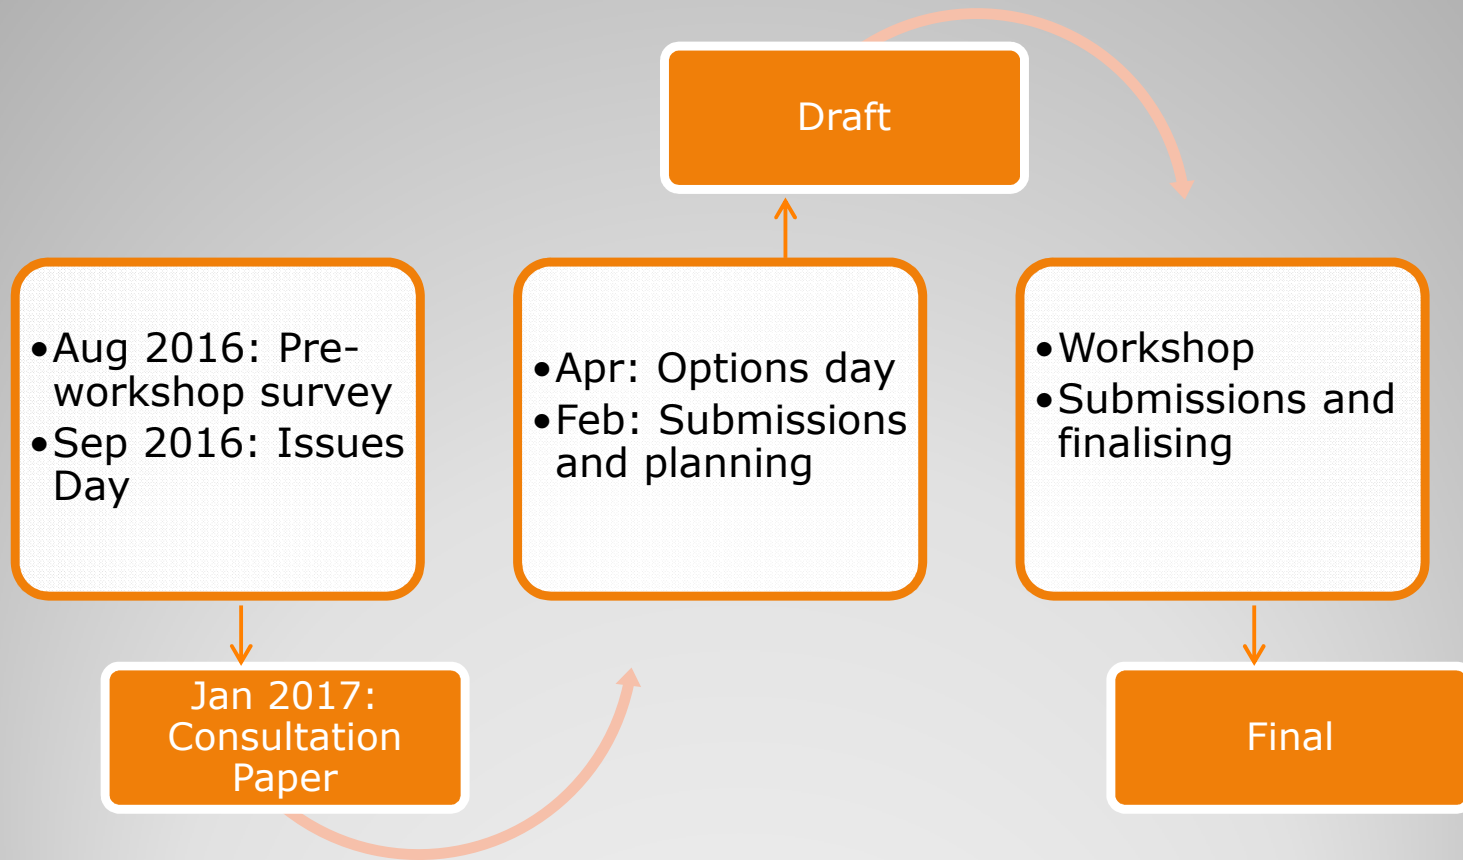 Draft
•Aug 2016: Pre-
workshop survey
•Sep 2016: Issues
Day
•Apr: Options day
•Feb: Submissions
and planning
•Workshop
•Submissions and
finalising
Jan 2017:
Consultation
Paper
Final